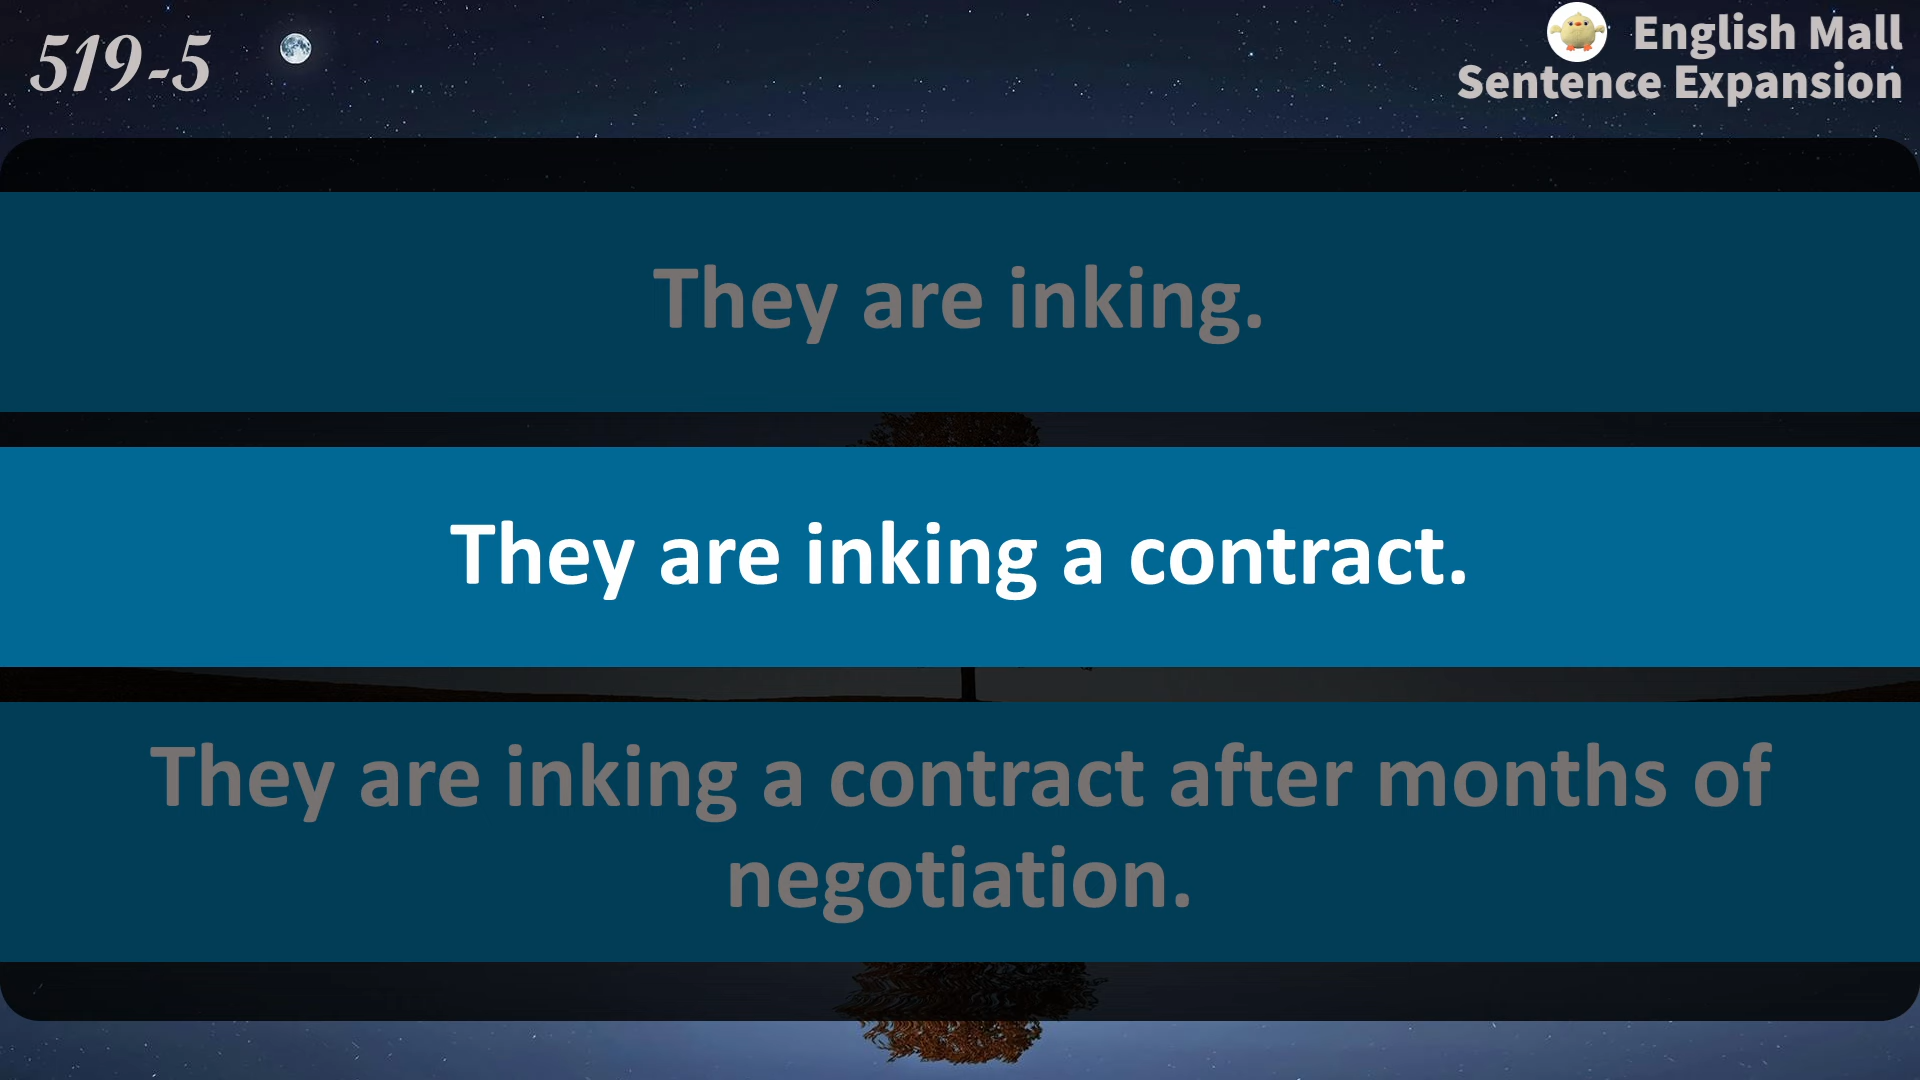 519-5
English Mall
Sentence Expansion
They are inking.
They are inking a contract.
They are inking a contract after months of
negotiation.